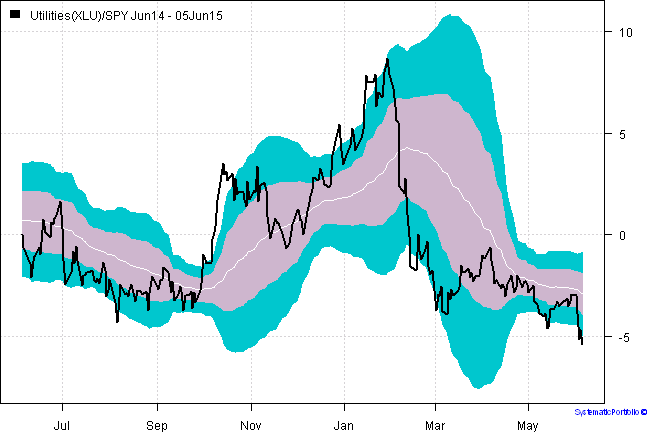 Utilities(XLU)/SPY Jun14 - 05Jun15
10
5
0
-5
Jul Sep Nov Jan Mar May
SystematicPortfolio ©